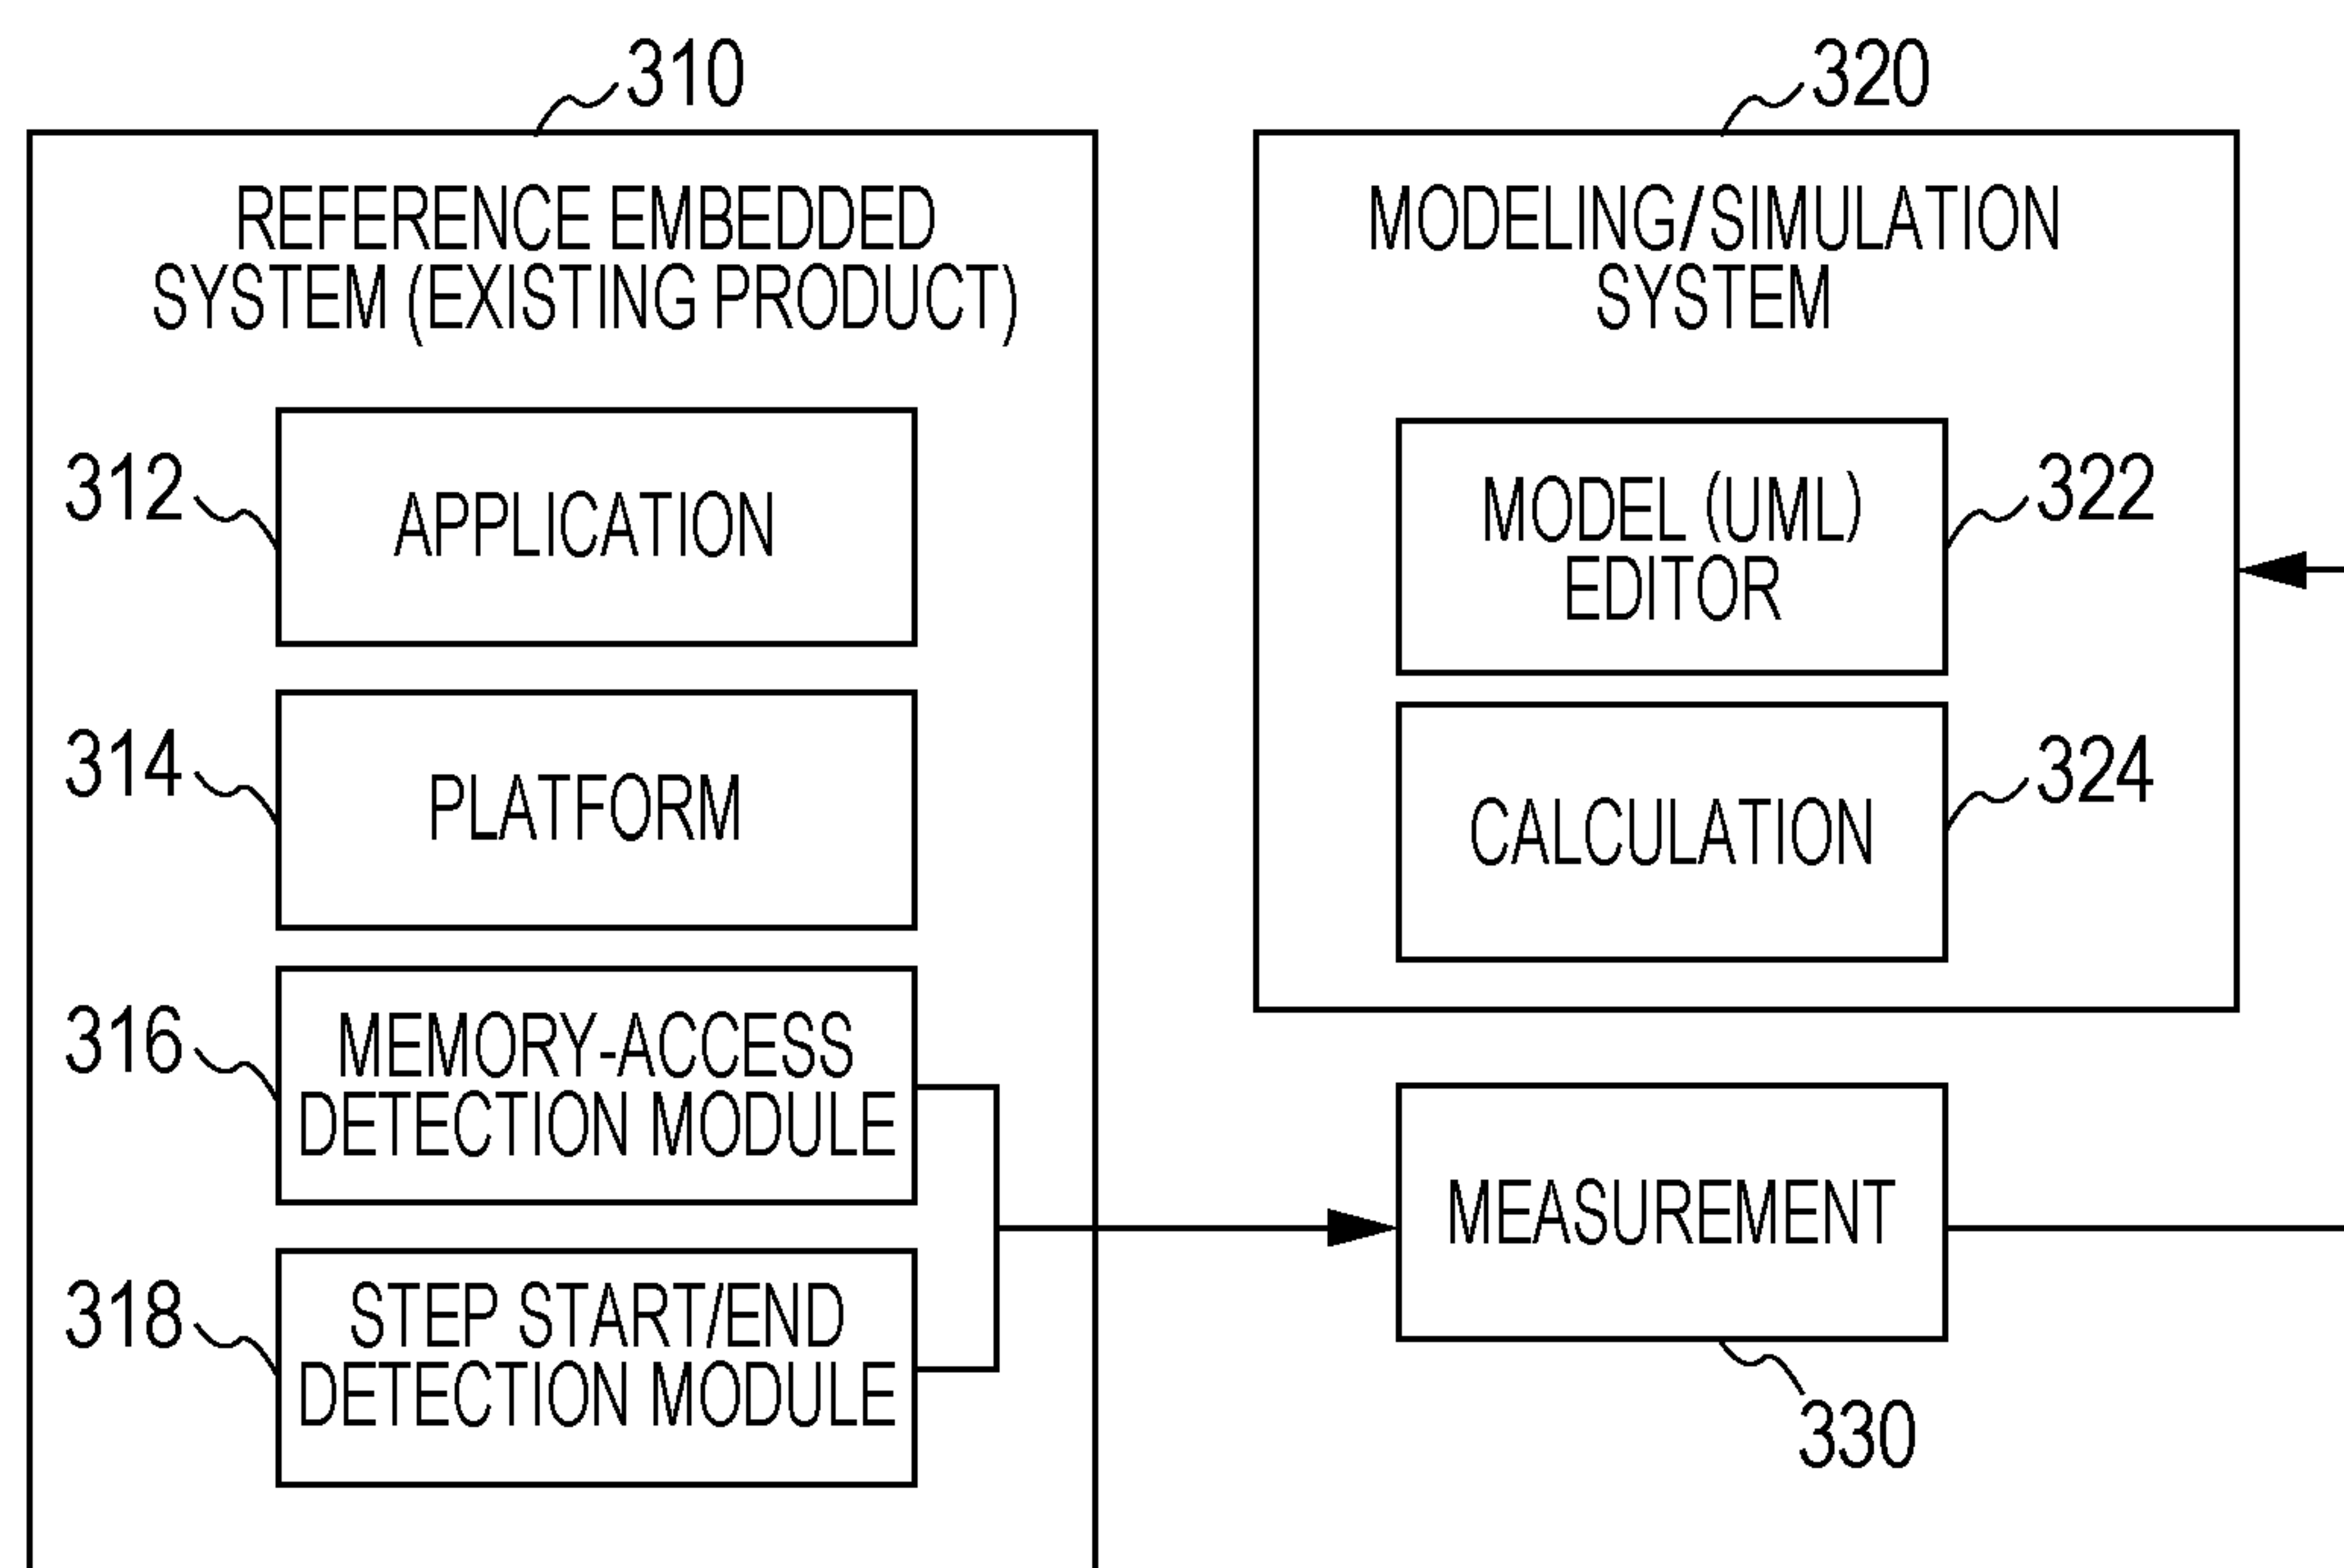 310
REFERENCE EMBEDDED
SYSTEM (EXISTING PRODUCT)
312
APPLICATION
314
PLATFORM
316
MEMORY-ACCESS
DETECTION MODULE
318
STEP START/END
DETECTION MODULE
320
MODELING/SIMULATION
SYSTEM
MODEL (UML)
EDITOR
322
CALCULATION
324
MEASUREMENT
330